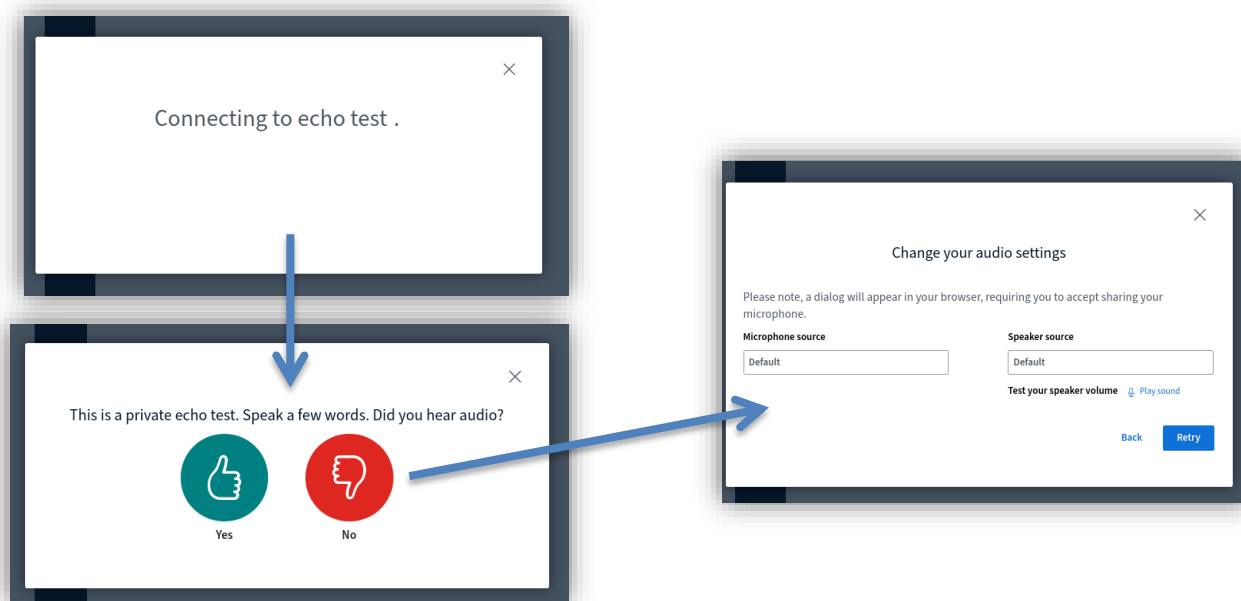 Connecting to echo test .
This is a private echo test. Speak a few words. Did you hear audio?
Yes
No
Change your audio settings
Please note, a dialog will appear in your browser, requiring you to accept sharing your
microphone.
Microphone source
Speaker source
Default
Default
Test your speaker volume
Play sound
Back
Retry